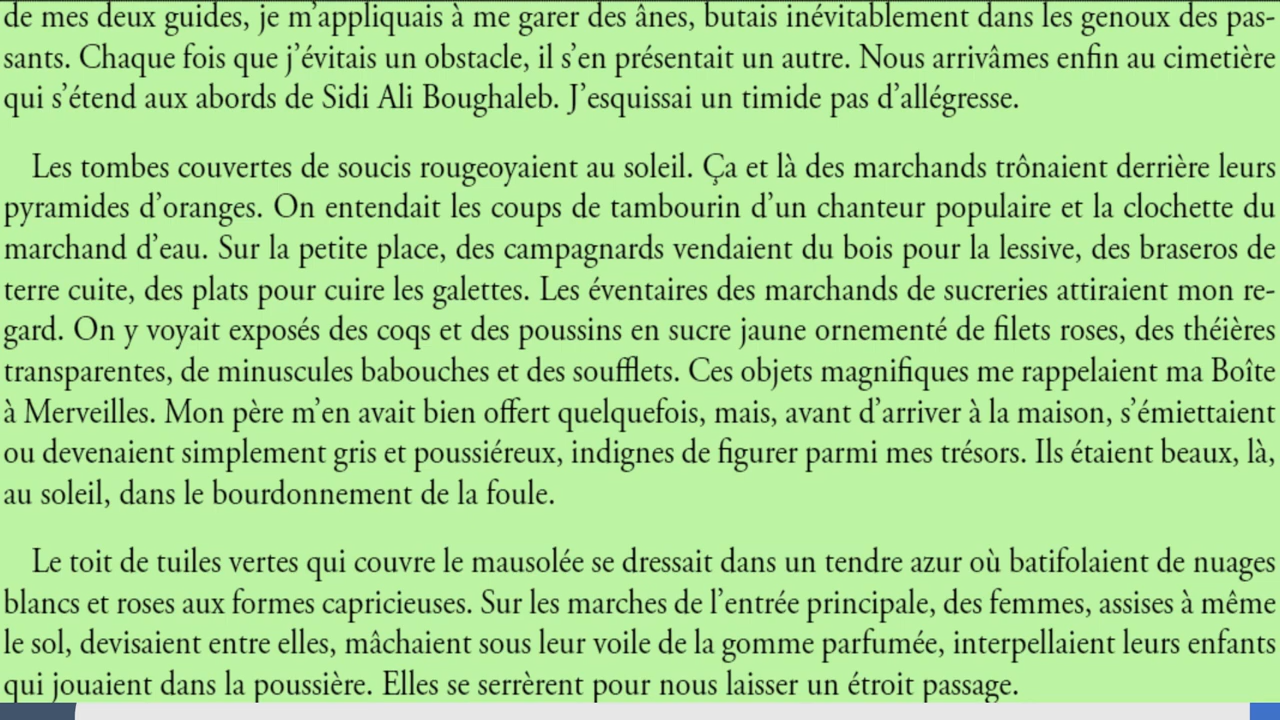 de mes deux guides, je m’appliquais à me garer des ânes, butais inévitablement dans les genoux des pas-
sants. Chaque fois que j’évitais un obstacle, il s’en présentait un autre. Nous arrivâmes enfin au cimetière
qui s’étend aux abords de Sidi Ali Boughaleb. J’esquissai un timide pas d’allégresse.
Les tombes couvertes de soucis rougeoyaient au soleil. Ça et là des marchands trônaient derrière leurs
pyramides d’oranges. On entendait les coups de tambourin d’un chanteur populaire et la clochette du
marchand d’eau. Sur la petite place, des campagnards vendaient du bois pour la lessive, des braseros de
terre cuite, des plats pour cuire les galettes. Les éventaires des marchands de sucreries attiraient mon re-
gard. On y voyait exposés des coqs et des poussins en sucre jaune ornementé de filets roses, des théières
transparentes, de minuscules babouches et des soufflets. Ces objets magnifiques me rappelaient ma Boîte
à Merveilles. Mon père m’en avait bien offert quelquefois, mais, avant d’arriver à la maison, s’émiettaient
ou devenaient simplement gris et poussiéreux, indignes de figurer parmi mes trésors. Ils étaient beaux, là,
au soleil, dans le bourdonnement de la foule.
Le toit de tuiles vertes qui couvre le mausolée se dressait dans un tendre azur où batifolaient de nuages
blancs et roses aux formes capricieuses. Sur les marches de l’entrée principale, des femmes, assises à même
le sol, devisaient entre elles, mâchaient sous leur voile de la gomme parfumée, interpellaient leurs enfants
qui jouaient dans la poussière. Elles se serrèrent pour nous laisser un étroit passage.